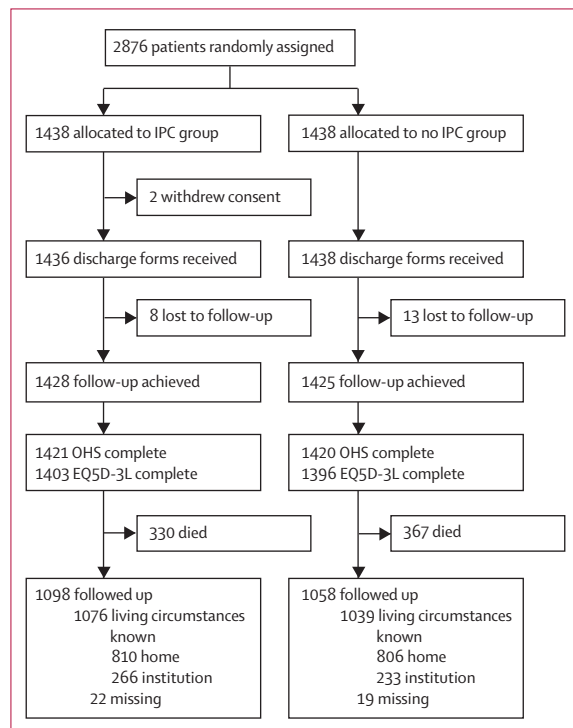 2876 patients randomly assigned
1438 allocated to IPC group
1438 allocated to no IPC group
2 withdrew consent
1436 discharge forms received
1438 discharge forms received
8 lost to follow-up
13 lost to follow-up
1428 follow-up achieved
1425 follow-up achieved
1421 OHS complete
1403 EQ5D-3L complete
1420 OHS complete
1396 EQ5D-3L complete
330 died
367 died
1098 followed up
1076 living circumstances
known
810 home
266 institution
22 missing
1058 followed up
1039 living circumstances
known
806 home
233 institution
19 missing